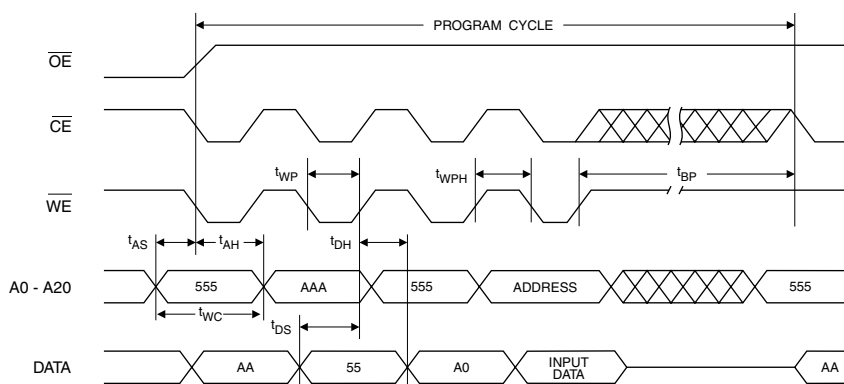 PROGRAM CYCLE
OE
CE
tWP
tWPH
tBP
WE
tAS
tAH
tDH
A0 - A20
555
AAA
555
ADDRESS
555
tWC
tDS
DATA
AA
55
A0
INPUT
DATA
AA